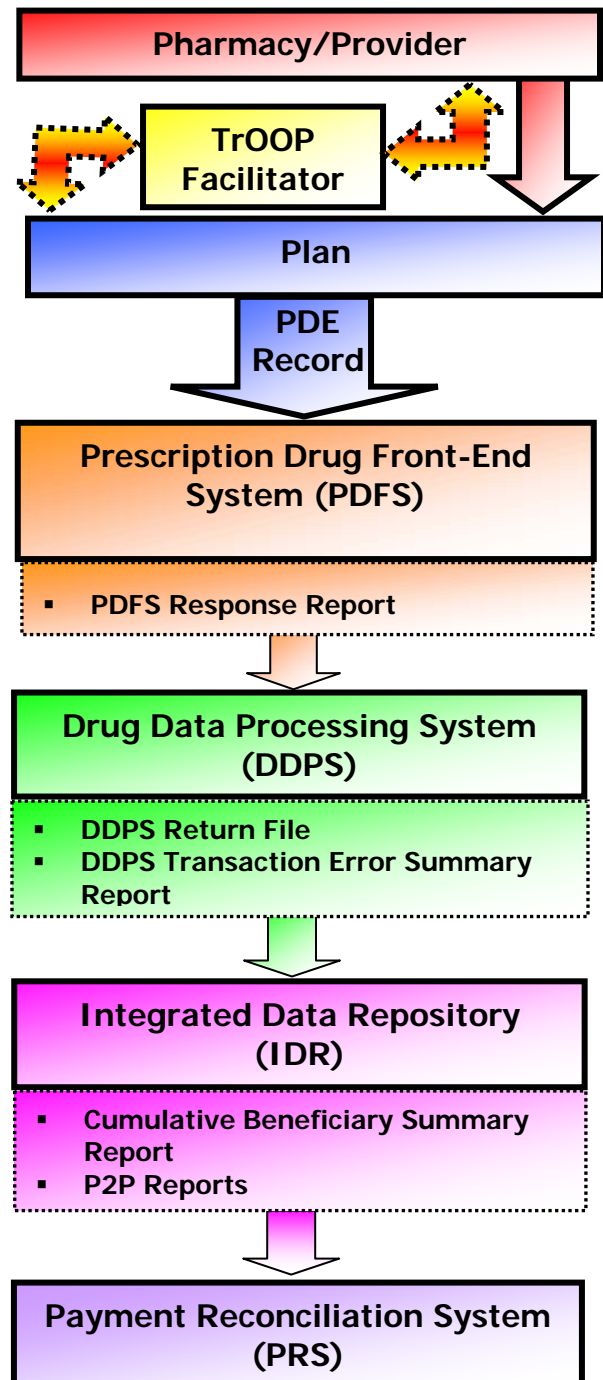 Pharmacy/Provider
TrOOP
Facilitator
Plan
PDE
Record
Prescription Drug Front-End
System (PDFS)
▪ PDFS Response Report
Drug Data Processing System
(DDPS)
▪ DDPS Return File
▪ DDPS Transaction Error Summary
Report
Integrated Data Repository
(IDR)
▪ Cumulative Beneficiary Summary
Report
▪ P2P Reports
Payment Reconciliation System
(PRS)